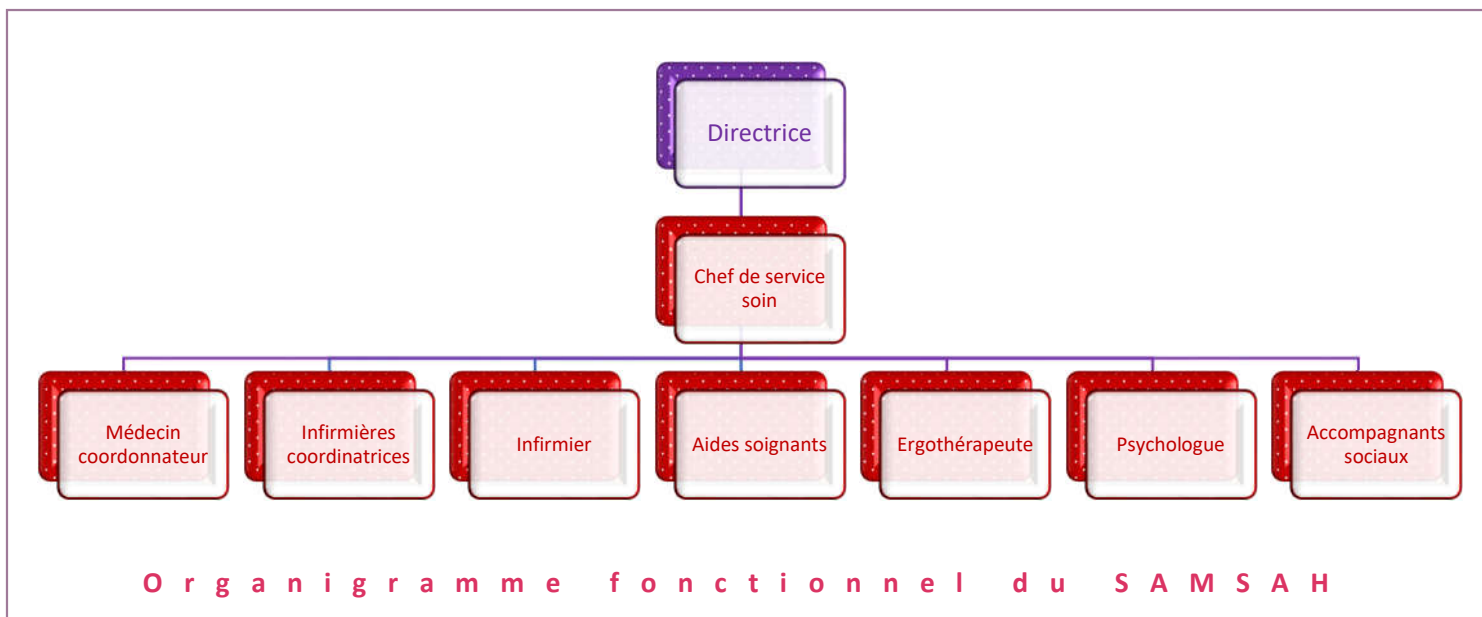 Directrice
Chef de service
soin
Médecin
coordonnateur
Infirmières
coordinatrices
Infirmier
Aides soignants
Ergothérapeute
Psychologue
Accompagnants
sociaux
Organigramme fonctionnel du SAMSAH